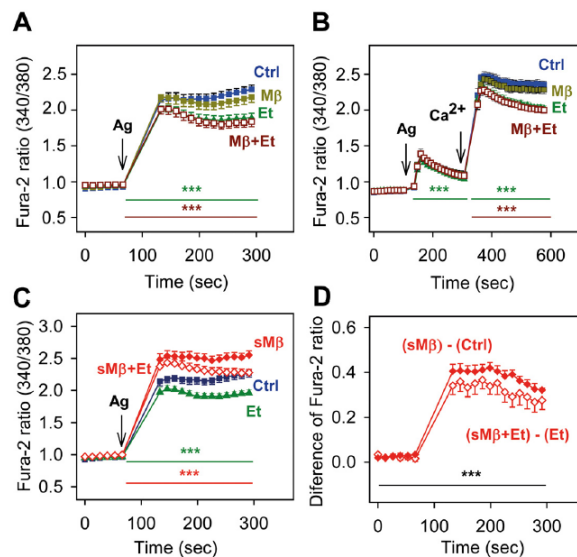 A
Fura-2 ratio (340/380)
2.5
2.0
1.5
1.0
0.5
Ag
Ctrl
Mβ
Et
Mβ+Et
***
***
0 100 200 300
Time (sec)
B
Fura-2 ratio (340/380)
2.5
2.0
1.5
1.0
0.5
Ag
Ca²⁺
Ctrl
Mβ
Et
Mβ+Et
*** ***
***
0 200 400 600
Time (sec)
C
Fura-2 ratio (340/380)
3.0
2.5
2.0
1.5
1.0
0.5
Ag
sMβ
sMβ+Et
Ctrl
Et
***
***
0 100 200 300
Time (sec)
D
Diference of Fura-2 ratio
0.6
0.4
0.2
0.0
(sMβ) - (Ctrl)
(sMβ+Et) - (Et)
***
0 100 200 300
Time (sec)